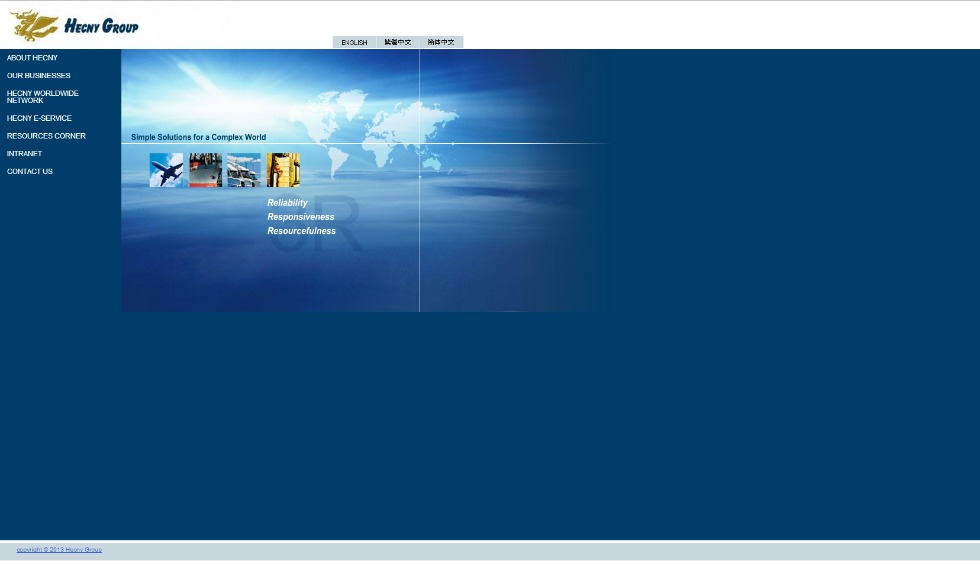 HECNY GROUP
ENGLISH 繁體中文 简体中文
ABOUT HECNY
OUR BUSINESSES
HECNY WORLDWIDE
NETWORK
HECNY E-SERVICE
RESOURCES CORNER
INTRANET
CONTACT US
Simple Solutions for a Complex World
3R
Reliability
Responsiveness
Resourcefulness
copyright © 2013 Hecny Group